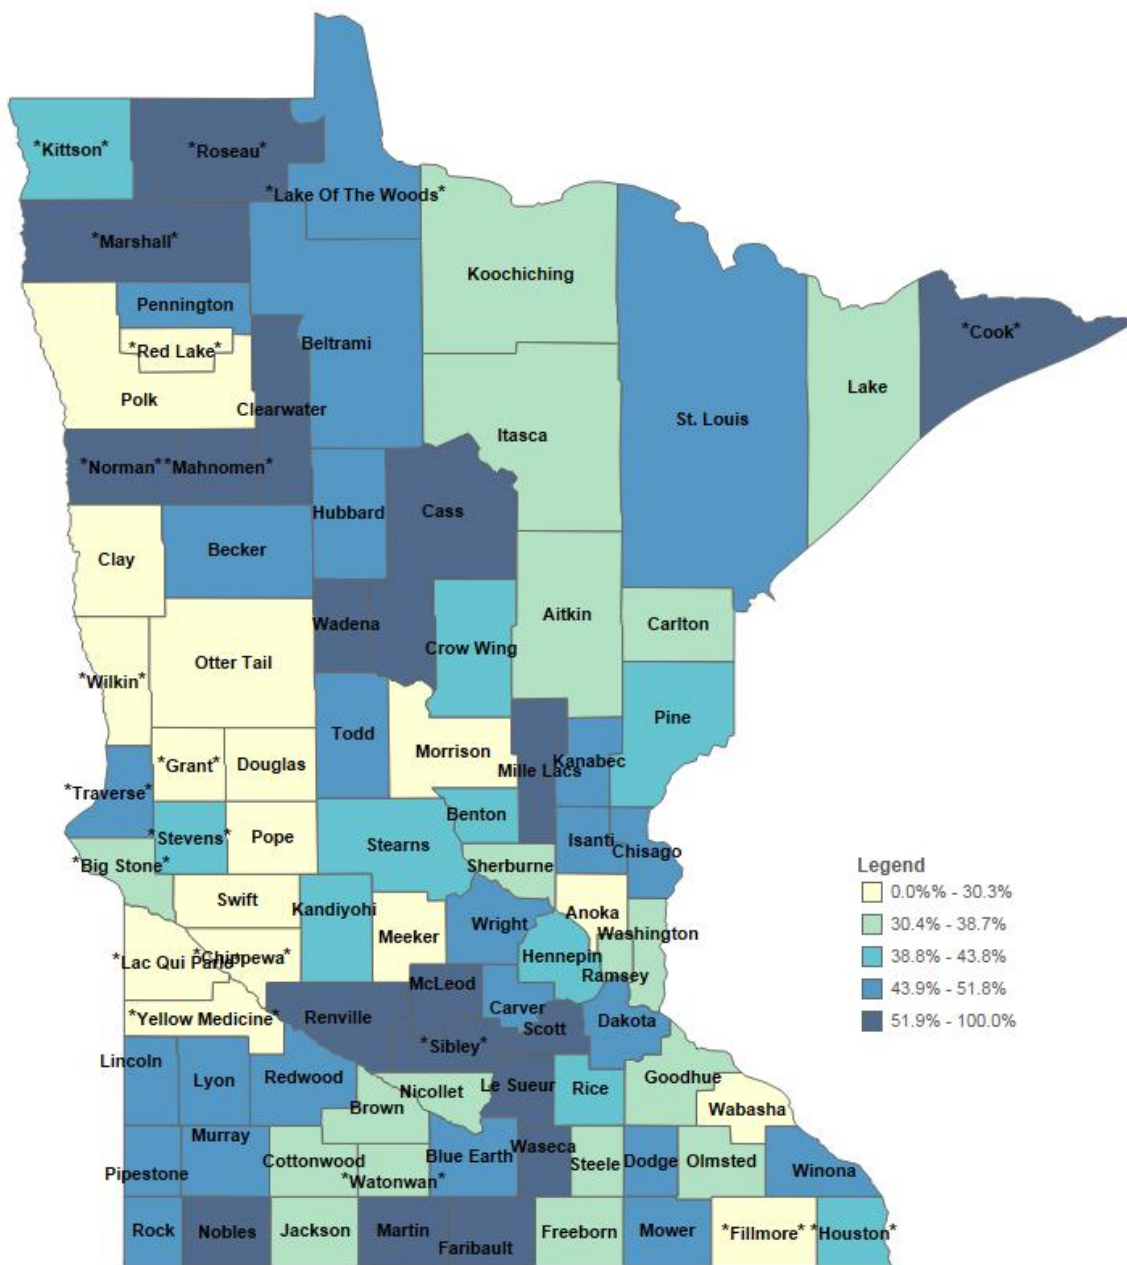 *Kittson*
*Roseau*
*Lake Of The Woods*
*Marshall*
Koochiching
Pennington
*Cook*
Beltrami
*Red Lake*
Lake
Polk
Clearwater
St. Louis
Itasca
*Norman*
*Mahnomen*
Hubbard
Cass
Becker
Clay
Aitkin
Wadena
Carlton
Crow Wing
Otter Tail
*Wilkin*
Pine
Todd
Morrison
Kanabec
*Grant*
Douglas
Mille Lacs
*Traverse*
Benton
*Stevens*
Pope
Stearns
Isanti
Chisago
*Big Stone*
Sherburne
Swift
Kandiyohi
Anoka
Wright
Washington
Meeker
*Chippewa*
*Lac Qui Parle*
Hennepin
Ramsey
McLeod
Carver
*Yellow Medicine*
Renville
Scott
Dakota
*Sibley*
Lincoln
Lyon
Redwood
Le Sueur
Rice
Goodhue
Nicollet
Brown
Wabasha
Murray
Waseca
Blue Earth
Cottonwood
Steele
Dodge
Olmsted
Pipestone
Winona
*Watonwan*
Rock
Nobles
Jackson
Martin
Faribault
Freeborn
Mower
*Fillmore*
*Houston*
Legend
0.0%% - 30.3%
30.4% - 38.7%
38.8% - 43.8%
43.9% - 51.8%
51.9% - 100.0%